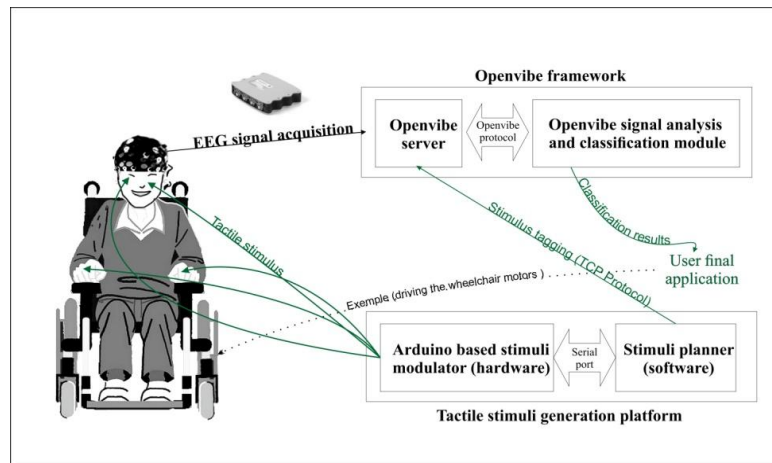 Openvibe framework
EEG signal acquisition
Openvibe
server
Openvibe
protocol
Openvibe signal analysis
and classification module
Classification results
Stimulus tagging (TCP Protocol)
Tactile stimulus
User final
application
Exemple (driving the wheelchair motors )
Arduino based stimuli
modulator (hardware)
Serial
port
Stimuli planner
(software)
Tactile stimuli generation platform